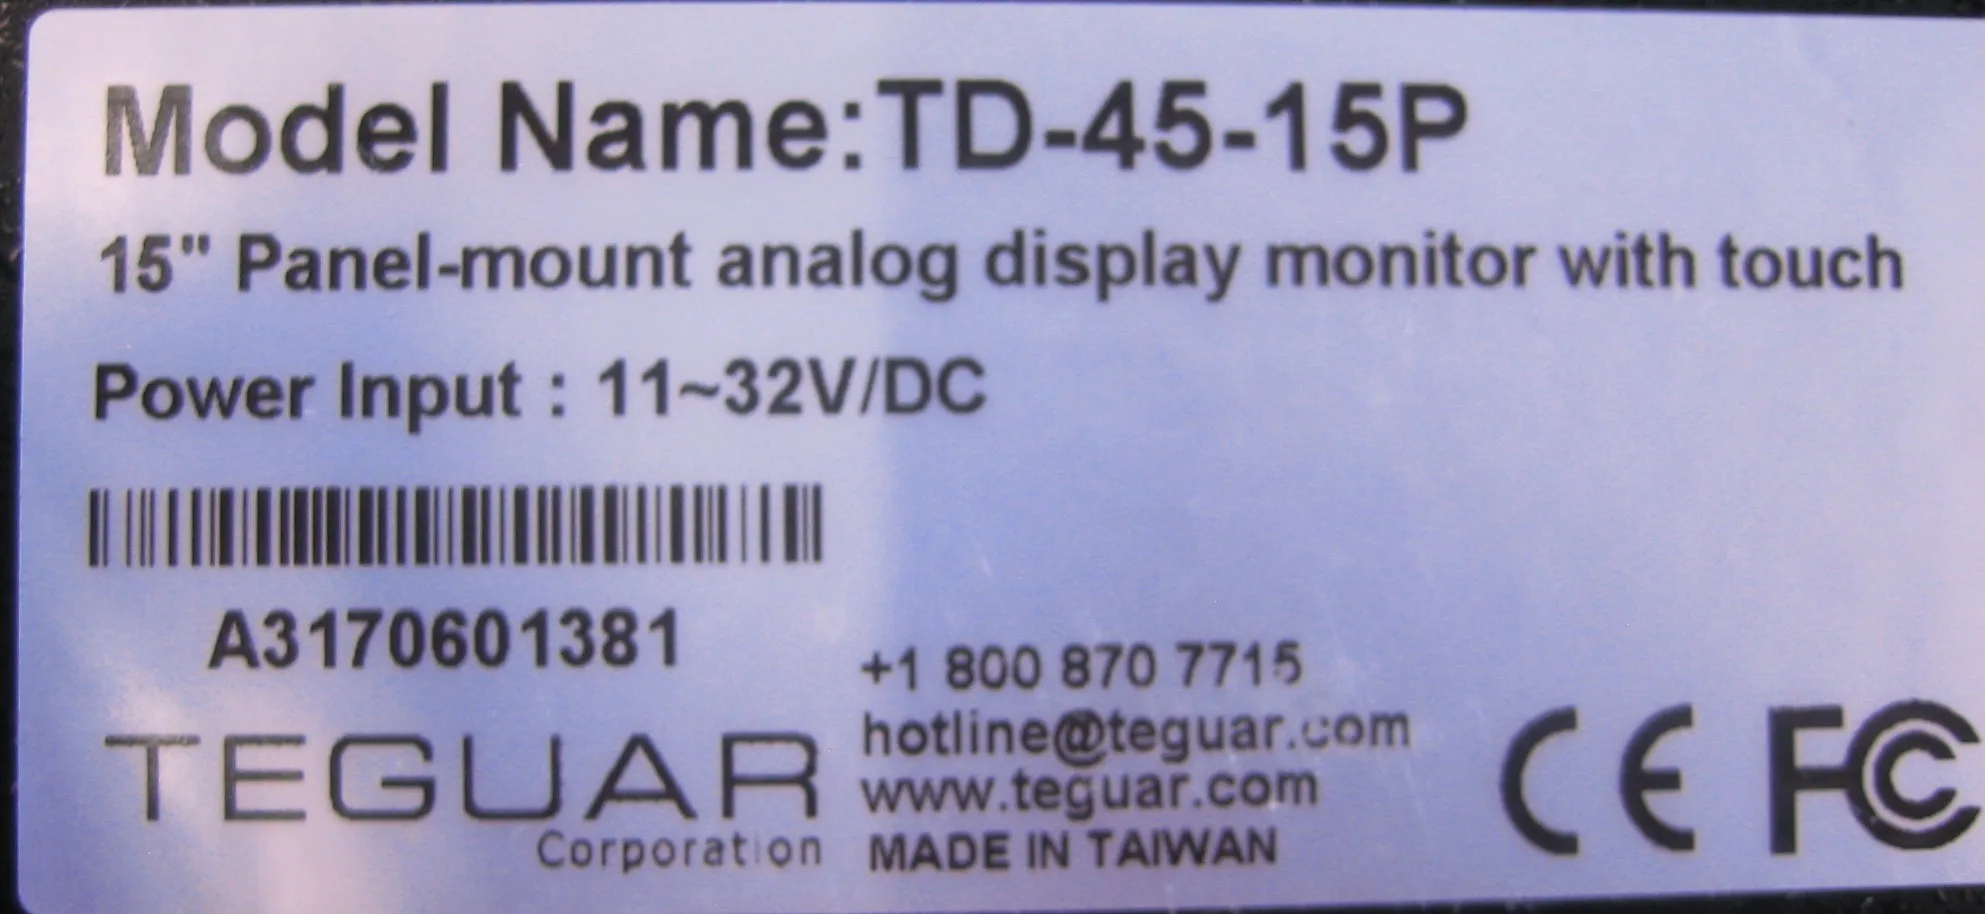 Model Name:TD-45-15P
15" Panel-mount analog display monitor with touch
Power Input : 11~32V/DC
A3170601381
TEGUAR
Corporation
+1 800 870 7715
hotline@teguar.com
www.teguar.com
MADE IN TAIWAN
CE FC